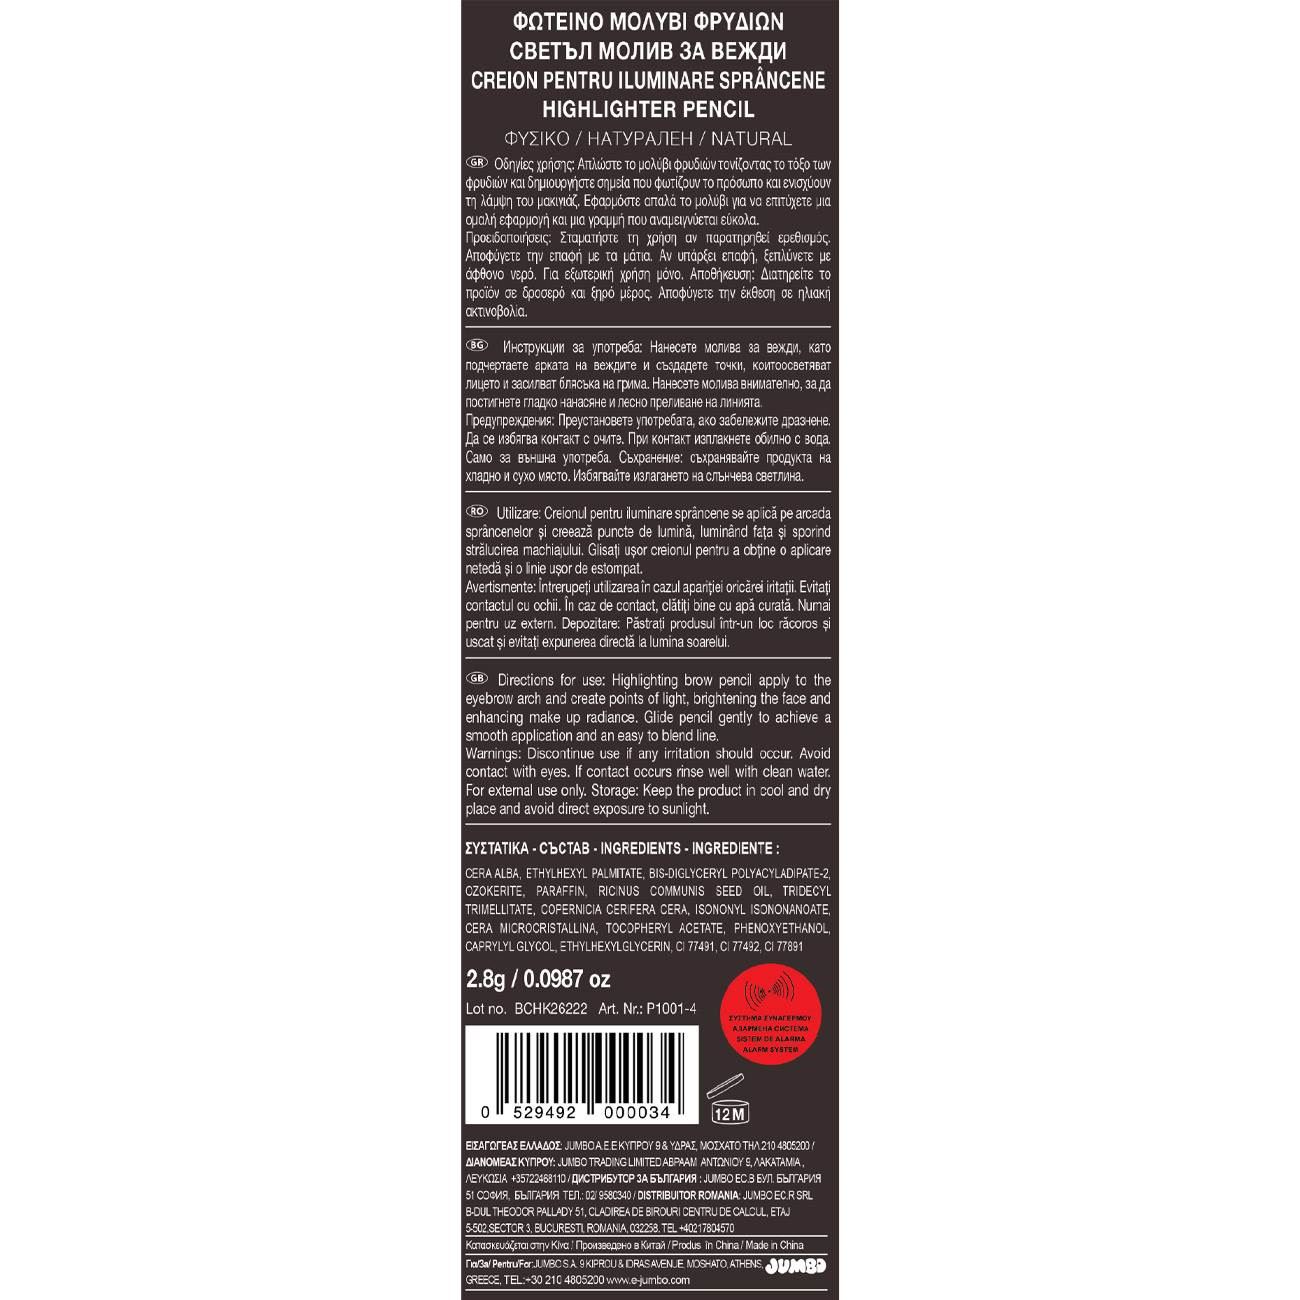 ΦΩΤΕΙΝΟ ΜΟΛΥΒΙ ΦΡΥΔΙΩΝ
СВЕТЪЛ МОЛИВ ЗА ВЕЖДИ
CREION PENTRU ILUMINARE SPRÂNCENE
HIGHLIGHTER PENCIL
ΦΥΣΙΚΟ / НАТУРАЛЕН / NATURAL
GR Οδηγίες χρήσης: Απλώστε το μολύβι φρυδιών τονίζοντας το τόξο των
φρυδιών και δημιουργήστε σημεία που φωτίζουν το πρόσωπο και ενισχύουν
τη λάμψη του μακιγιάζ. Εφαρμόστε απαλά το μολύβι για να επιτύχετε μια
ομαλή εφαρμογή και μια γραμμή που αναμειγνύεται εύκολα.
Προειδοποιήσεις: Σταματήστε τη χρήση αν παρατηρηθεί ερεθισμός.
Αποφύγετε την επαφή με τα μάτια. Αν υπάρξει επαφή, ξεπλύνετε με
άφθονο νερό. Για εξωτερική χρήση μόνο. Αποθήκευση: Διατηρείτε το
προϊόν σε δροσερό και ξηρό μέρος. Αποφύγετε την έκθεση σε ηλιακή
ακτινοβολία.
BG Инструкции за употреба: Нанесете молива за вежди, като
подчертаете арката на веждите и създадете точки, коитоосветяват
лицето и засилват блясъка на грима. Нанесете молива внимателно, за да
постигнете гладко нанасяне и лесно преливане на линията.
Предупреждения: Преустановете употребата, ако забележите дразнене.
Да се избягва контакт с очите. При контакт изплакнете обилно с вода.
Само за външна употреба. Съхранение: съхранявайте продукта на
хладно и сухо място. Избягвайте излагането на слънчева светлина.
RO Utilizare: Creionul pentru iluminare sprâncene se aplică pe arcada
sprâncenelor și creează puncte de lumină, luminând fața și sporind
strălucirea machiajului. Glisați ușor creionul pentru a obține o aplicare
netedă și o linie ușor de estompat.
Avertismente: Întrerupeți utilizarea în cazul apariției oricărei iritații. Evitați
contactul cu ochii. În caz de contact, clătiți bine cu apă curată. Numai
pentru uz extern. Depozitare: Păstrați produsul într-un loc răcoros și
uscat și evitați expunerea directă la lumina soarelui.
GB Directions for use: Highlighting brow pencil apply to the
eyebrow arch and create points of light, brightening the face and
enhancing make up radiance. Glide pencil gently to achieve a
smooth application and an easy to blend line.
Warnings: Discontinue use if any irritation should occur. Avoid
contact with eyes. If contact occurs rinse well with clean water.
For external use only. Storage: Keep the product in cool and dry
place and avoid direct exposure to sunlight.
ΣΥΣΤΑΤΙΚΑ - СЪСТАВ - INGREDIENTS - INGREDIENTE :
CERA ALBA, ETHYLHEXYL PALMITATE, BIS-DIGLYCERYL POLYACYLADIPATE-2,
OZOKERITE, PARAFFIN, RICINUS COMMUNIS SEED OIL, TRIDECYL
TRIMELLITATE, COPERNICIA CERIFERA CERA, ISONONYL ISONONANOATE,
CERA MICROCRISTALLINA, TOCOPHERYL ACETATE, PHENOXYETHANOL,
CAPRYLYL GLYCOL, ETHYLHEXYLGLYCERIN, CI 77491, CI 77492, CI 77891
2.8g / 0.0987 oz
Lot no. BCHK26222 Art. Nr.: P1001-4
ΣΥΣΤΗΜΑ ΣΥΝΑΓΕΡΜΟΥ
АЛАРМЕНА СИСТЕМА
SISTEM DE ALARMA
ALARM SYSTEM
0 529492 000034
12M
ΕΙΣΑΓΩΓΕΑΣ ΕΛΛΑΔΟΣ: JUMBO A.E.E ΚΥΠΡΟΥ 9 & ΥΔΡΑΣ, ΜΟΣΧΑΤΟ ΤΗΛ 210 4805200 /
ΔΙΑΝΟΜΕΑΣ ΚΥΠΡΟΥ: JUMBO TRADING LIMITED ΑΒΡΑΑΜ ΑΝΤΩΝΙΟΥ 9, ΛΑΚΑΤΑΜΙΑ ,
ΛΕΥΚΩΣΙΑ +35722468110 / ДИСТРИБУТОР ЗА БЪЛГАРИЯ : JUMBO EC.B БУЛ. БЪЛГАРИЯ
51 СОФИЯ, БЪЛГАРИЯ ТЕЛ.: 02/ 9580340 / DISTRIBUITOR ROMANIA: JUMBO EC.R SRL
B-DUL THEODOR PALLADY 51, CLADIREA DE BIROURI CENTRU DE CALCUL, ETAJ
5-502,SECTOR 3, BUCURESTI, ROMANIA, 032258. TEL +40217804570
Κατασκευάζεται στην Κίνα / Произведено в Китай / Produs în China / Made in China
Για/За/ Pentru/For:JUMBO S.A. 9 KIPROU & IDRAS AVENUE, MOSHATO, ATHENS, JUMBO
GREECE, TEL:+30 210 4805200 www.e-jumbo.com